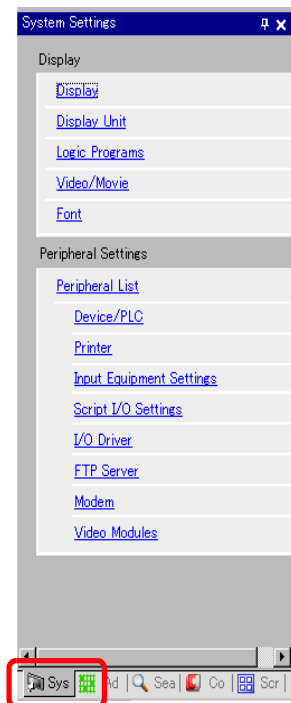 System Settings
Display
Display
Display Unit
Logic Programs
Video/Movie
Font
Peripheral Settings
Peripheral List
Device/PLC
Printer
Input Equipment Settings
Script I/O Settings
I/O Driver
FTP Server
Modem
Video Modules
Sys Ad Sea Co Scr